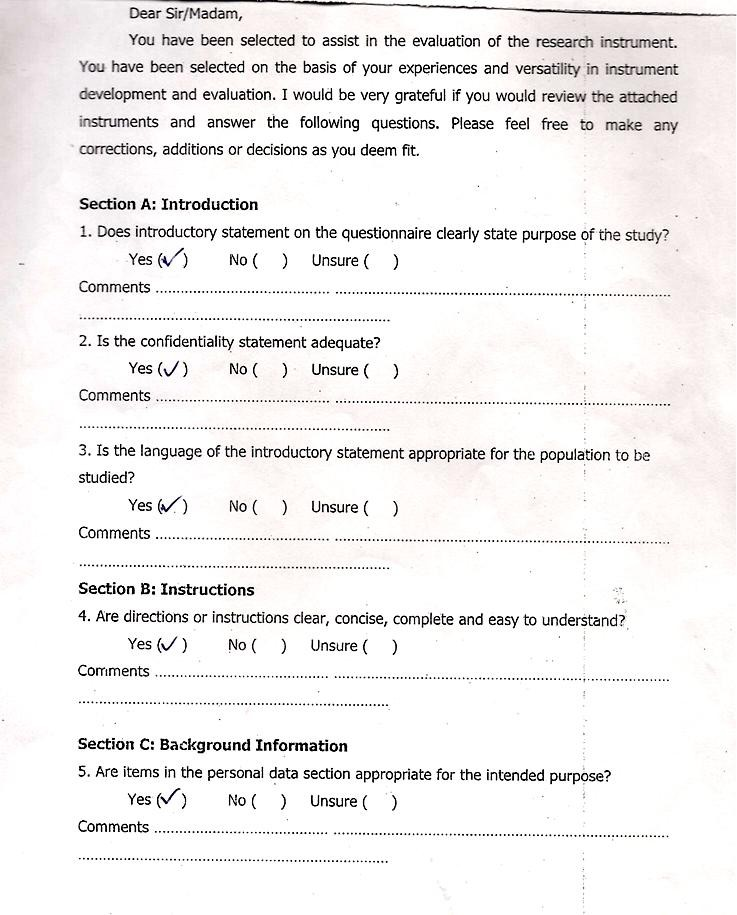 Dear Sir/Madam,
You have been selected to assist in the evaluation of the research instrument.
You have been selected on the basis of your experiences and versatility in instrument
development and evaluation. I would be very grateful if you would review the attached
instruments and answer the following questions. Please feel free to make any
corrections, additions or decisions as you deem fit.
Section A: Introduction
1. Does introductory statement on the questionnaire clearly state purpose of the study?
Yes (✓) No ( ) Unsure ( )
Comments ........................................................................
............................................................
2. Is the confidentiality statement adequate?
Yes (✓) No ( ) Unsure ( )
Comments ........................................................................
............................................................
3. Is the language of the introductory statement appropriate for the population to be
studied?
Yes (✓) No ( ) Unsure ( )
Comments ........................................................................
............................................................
Section B: Instructions
4. Are directions or instructions clear, concise, complete and easy to understand?
Yes (✓) No ( ) Unsure ( )
Comments ........................................................................
............................................................
Section C: Background Information
5. Are items in the personal data section appropriate for the intended purpose?
Yes (✓) No ( ) Unsure ( )
Comments ........................................................................
............................................................